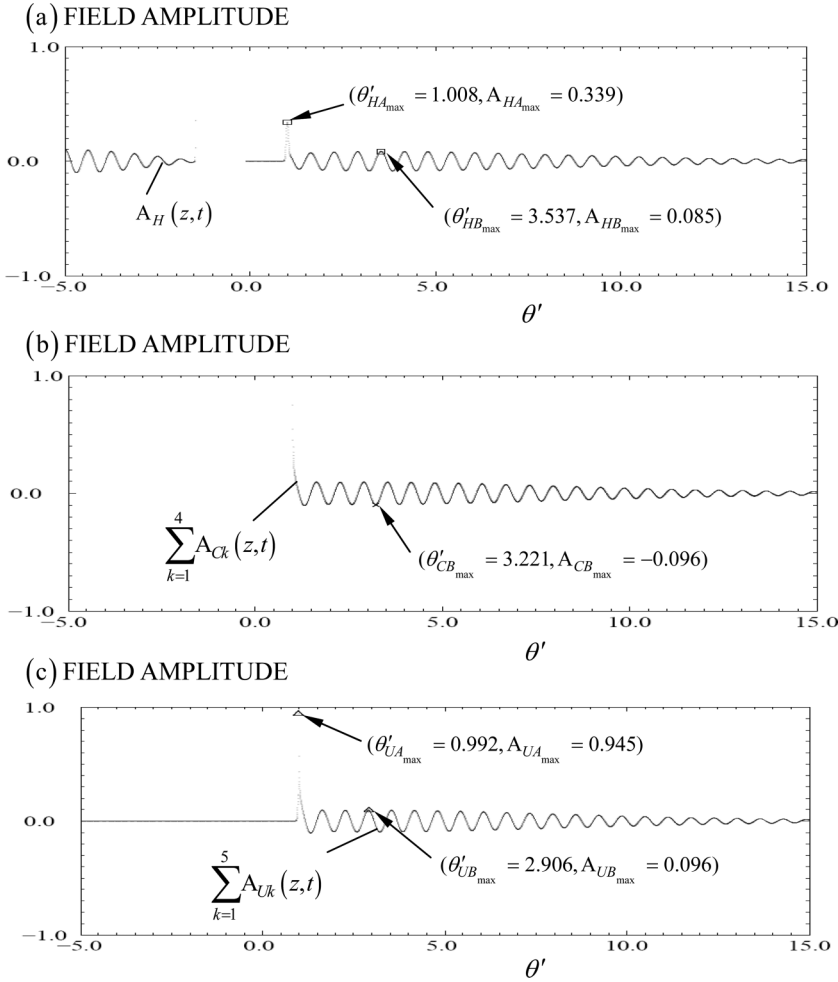 (a) FIELD AMPLITUDE
1.0
(θ′HAmax = 1.008, AHAmax = 0.339)
0.0
AH(z,t)
(θ′HBmax = 3.537, AHBmax = 0.085)
−1.0
−5.0 0.0 5.0 10.0 15.0
θ′
(b) FIELD AMPLITUDE
1.0
0.0
4
∑ACk(z,t)
k=1
(θ′CBmax = 3.221, ACBmax = −0.096)
−1.0
−5.0 0.0 5.0 10.0 15.0
θ′
(c) FIELD AMPLITUDE
1.0
(θ′UAmax = 0.992, AUAmax = 0.945)
0.0
5
∑AUk(z,t)
k=1
(θ′UBmax = 2.906, AUBmax = 0.096)
−1.0
−5.0 0.0 5.0 10.0 15.0
θ′